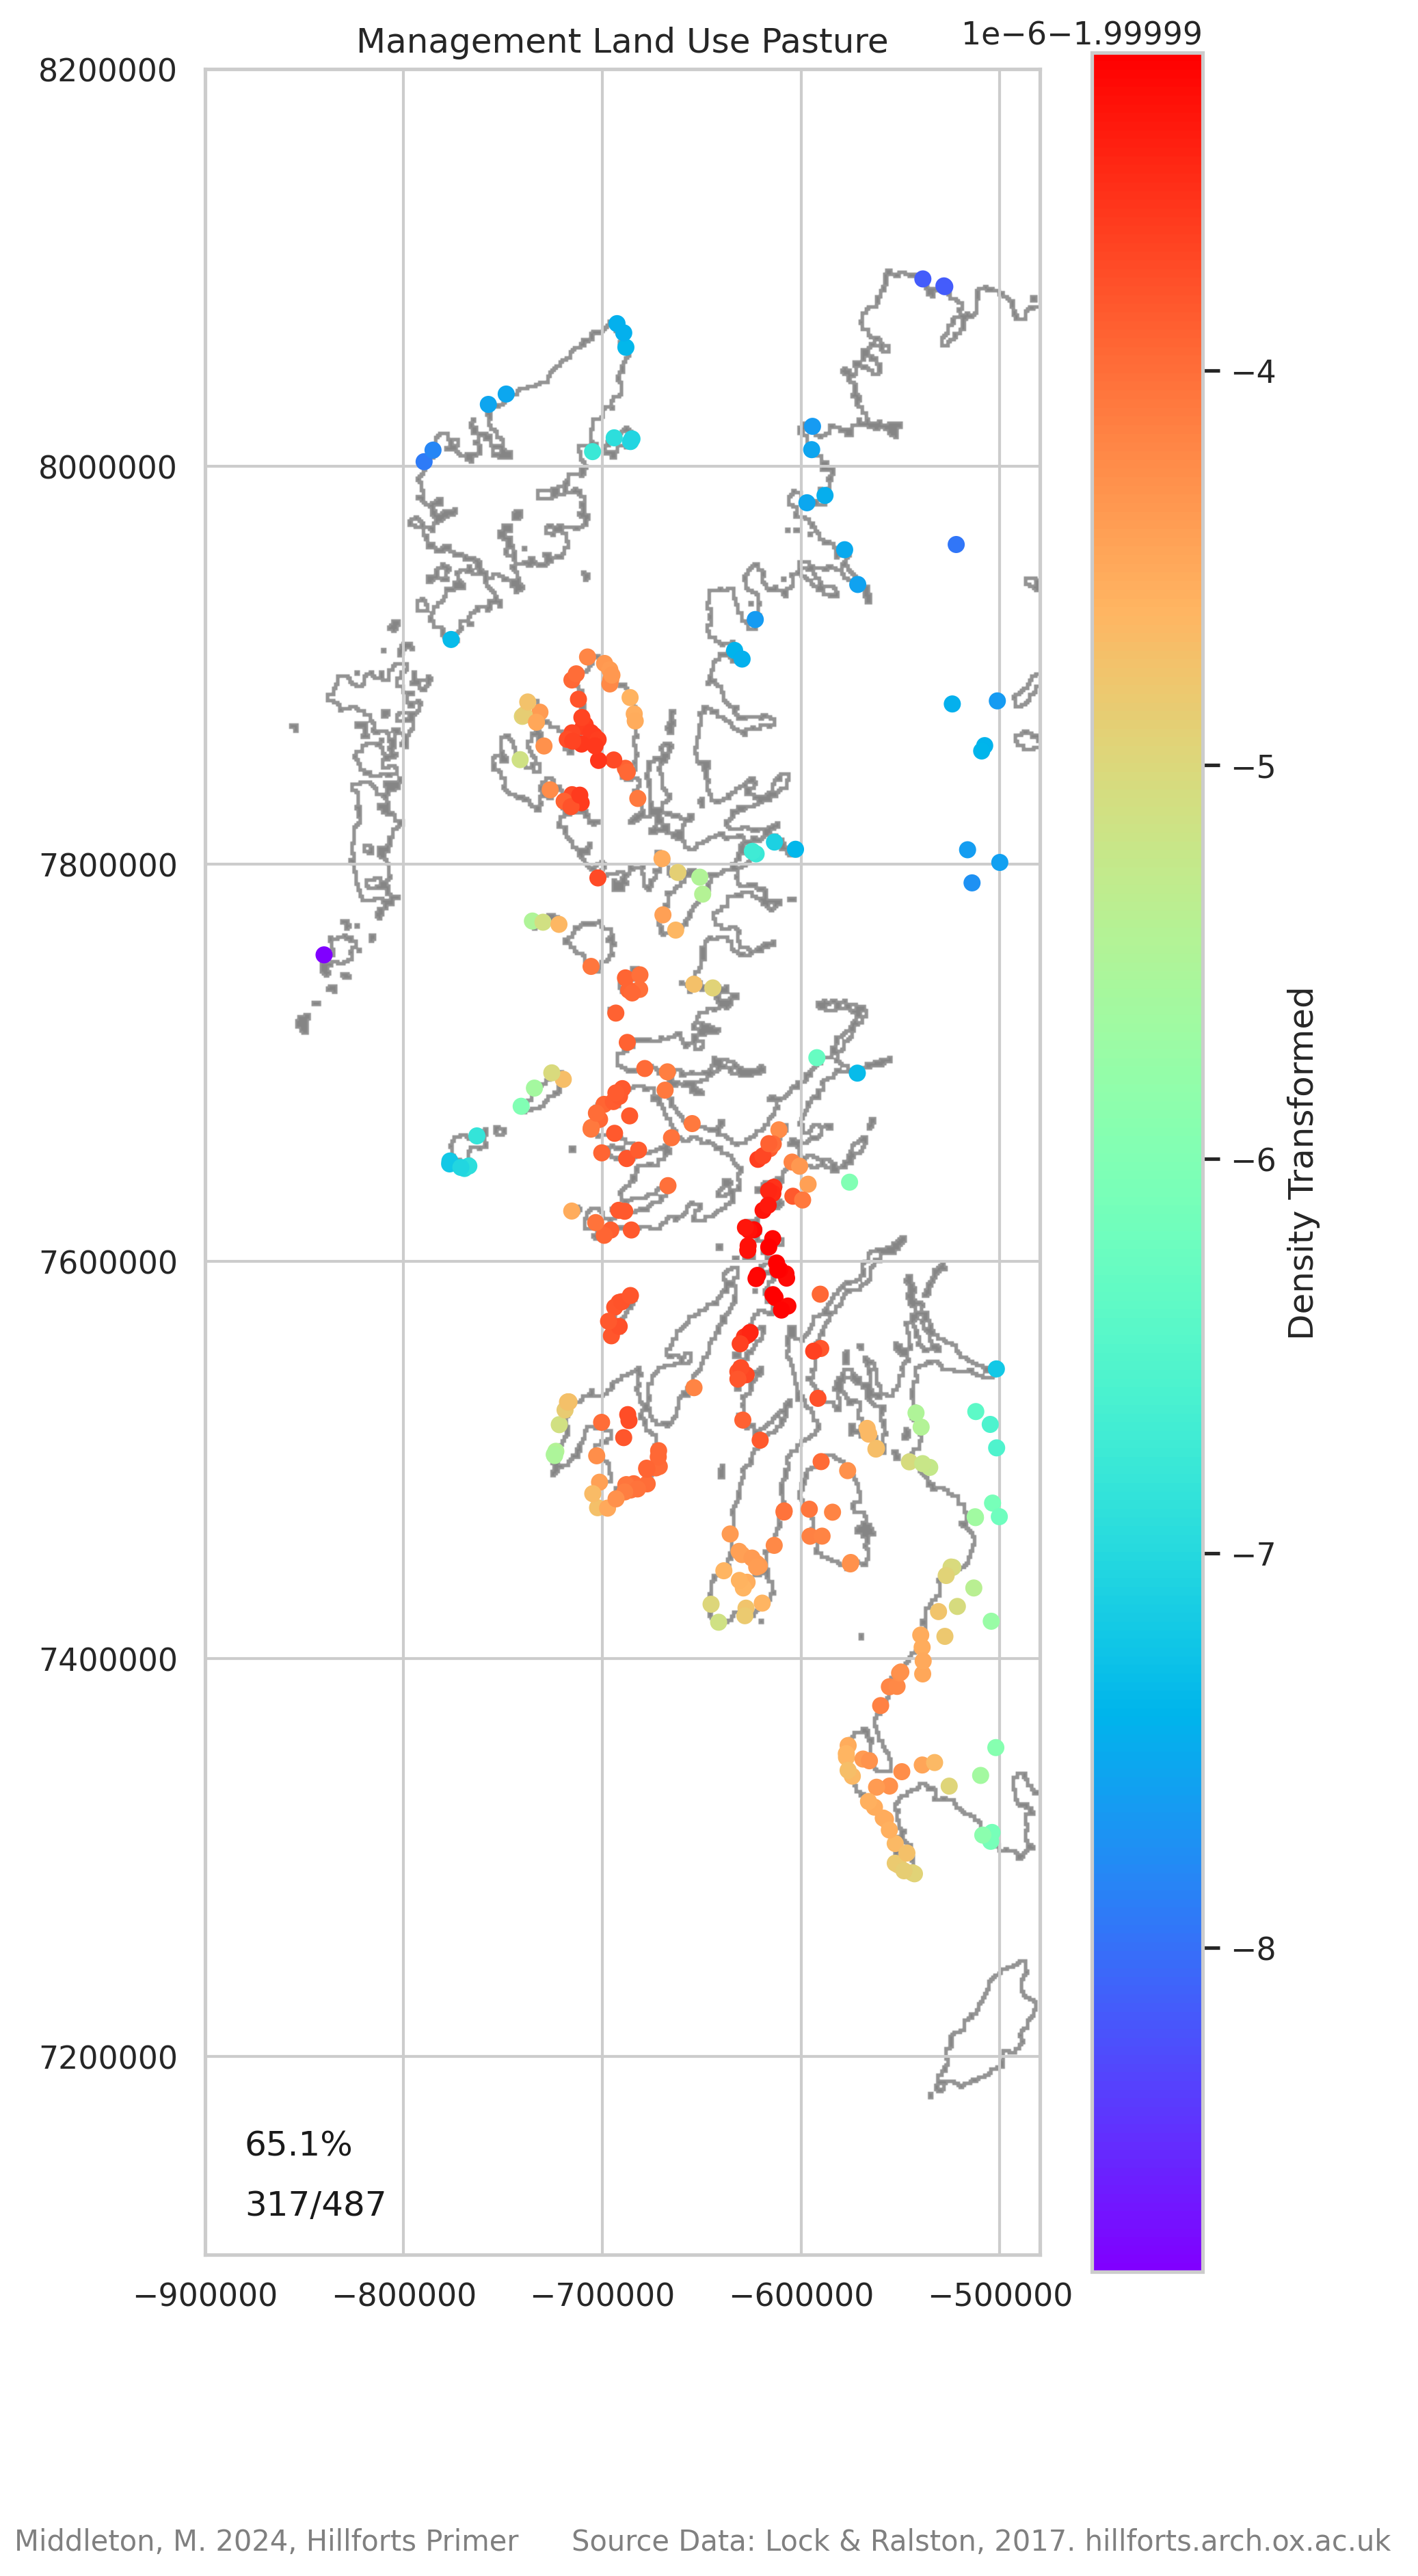 Management Land Use Pasture
1e−6−1.99999
8200000
8000000
7800000
7600000
7400000
7200000
−4
−5
−6
−7
−8
Density Transformed
65.1%
317/487
−900000 −800000 −700000 −600000 −500000
Middleton, M. 2024, Hillforts Primer
Source Data: Lock & Ralston, 2017. hillforts.arch.ox.ac.uk